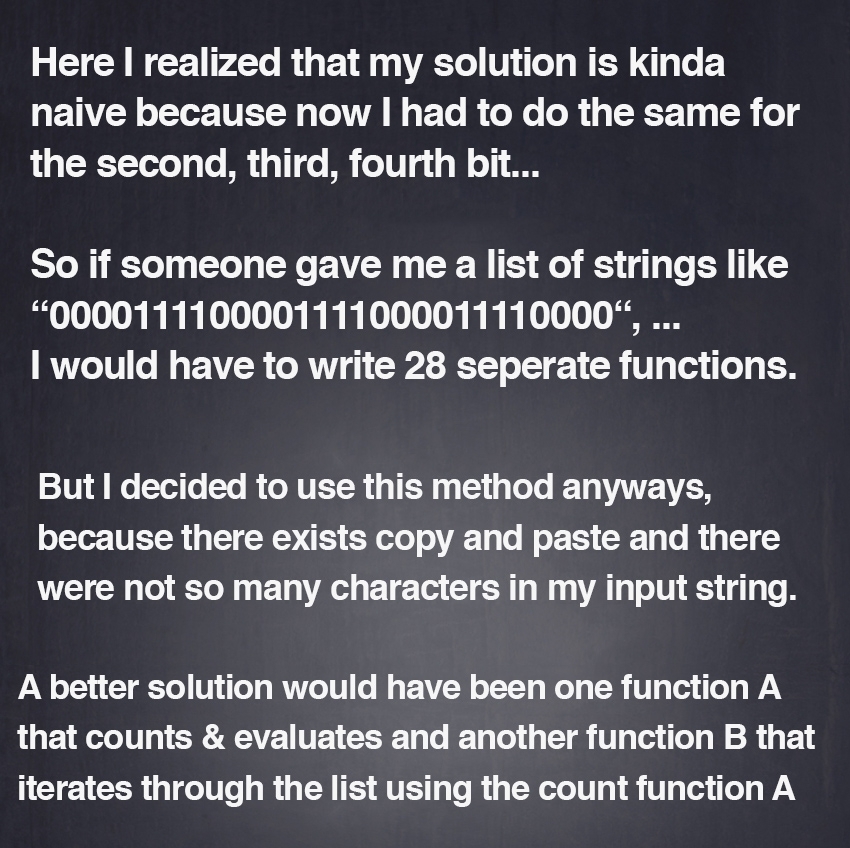 Here I realized that my solution is kinda
naive because now I had to do the same for
the second, third, fourth bit...
So if someone gave me a list of strings like
“0000111100001111000011110000“, ...
I would have to write 28 seperate functions.
But I decided to use this method anyways,
because there exists copy and paste and there
were not so many characters in my input string.
A better solution would have been one function A
that counts & evaluates and another function B that
iterates through the list using the count function A